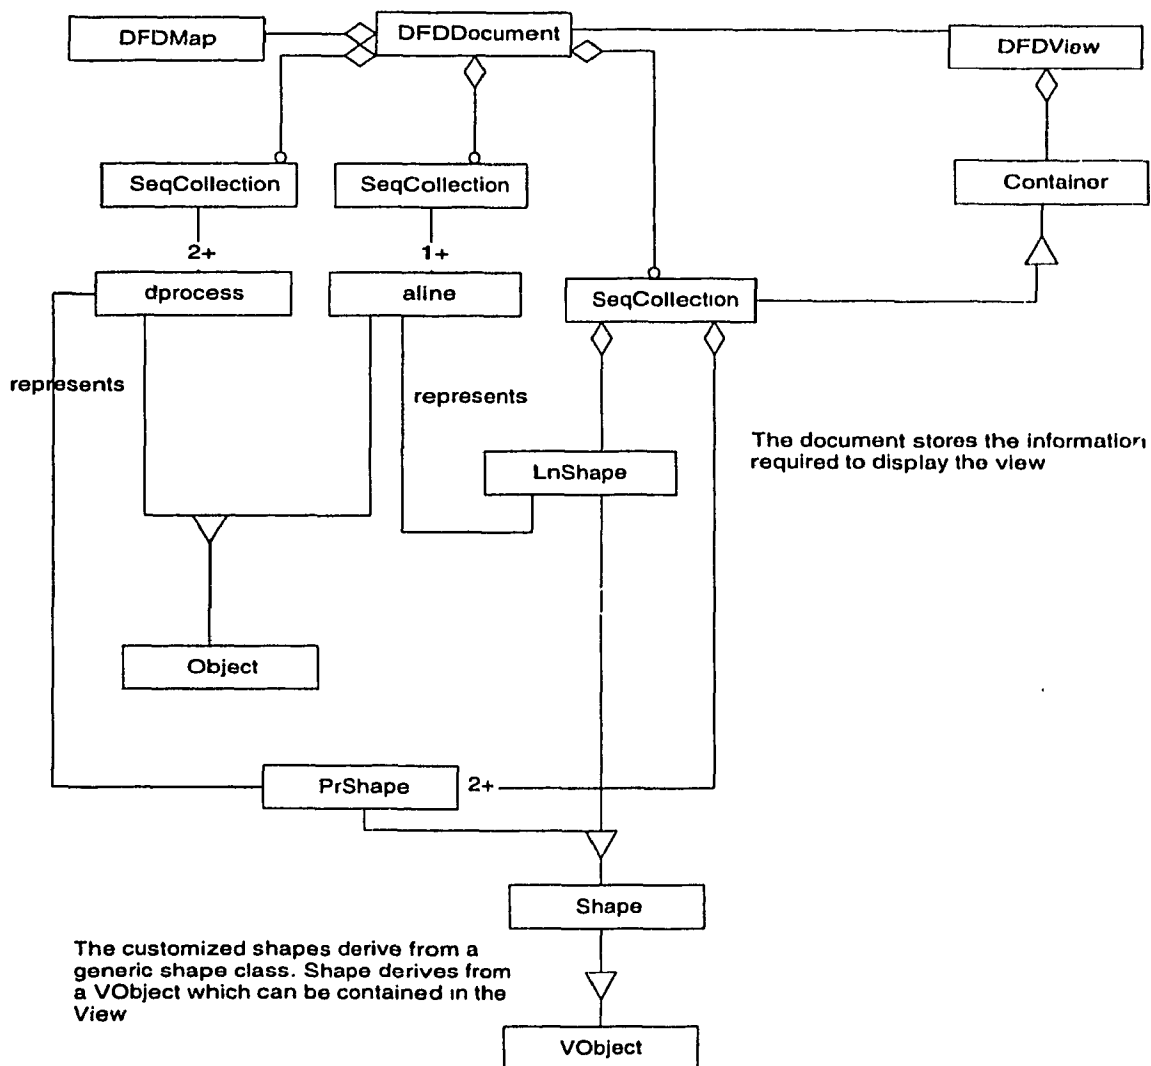 DFDMap
DFDDocument
DFDView
SeqCollection
SeqCollection
Container
2+
1+
dprocess
aline
SeqCollection
represents
represents
The document stores the information
required to display the view
LnShape
Object
PrShape
2+
Shape
The customized shapes derive from a
generic shape class. Shape derives from
a VObject which can be contained in the
View
VObject